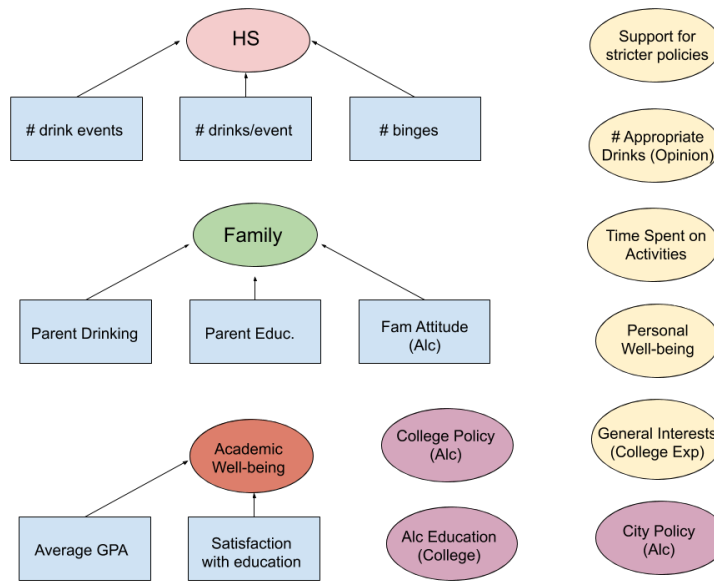 HS
# drink events
# drinks/event
# binges
Family
Parent Drinking
Parent Educ.
Fam Attitude
(Alc)
Academic
Well-being
Average GPA
Satisfaction
with education
College Policy
(Alc)
Alc Education
(College)
Support for
stricter policies
# Appropriate
Drinks (Opinion)
Time Spent on
Activities
Personal
Well-being
General Interests
(College Exp)
City Policy
(Alc)